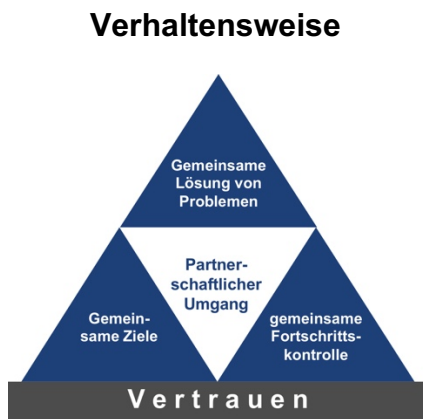 Verhaltensweise
Gemeinsame
Lösung von
Problemen
Partner-
schaftlicher
Umgang
Gemein-
same Ziele
gemeinsame
Fortschritts-
kontrolle
Vertrauen